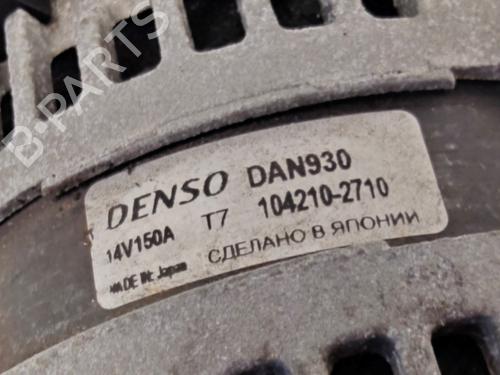 B-PARTS
DENSO DAN930
14V150A T7 104210-2710
MADE IN: Japan СДЕЛАНО В ЯПОНИИ